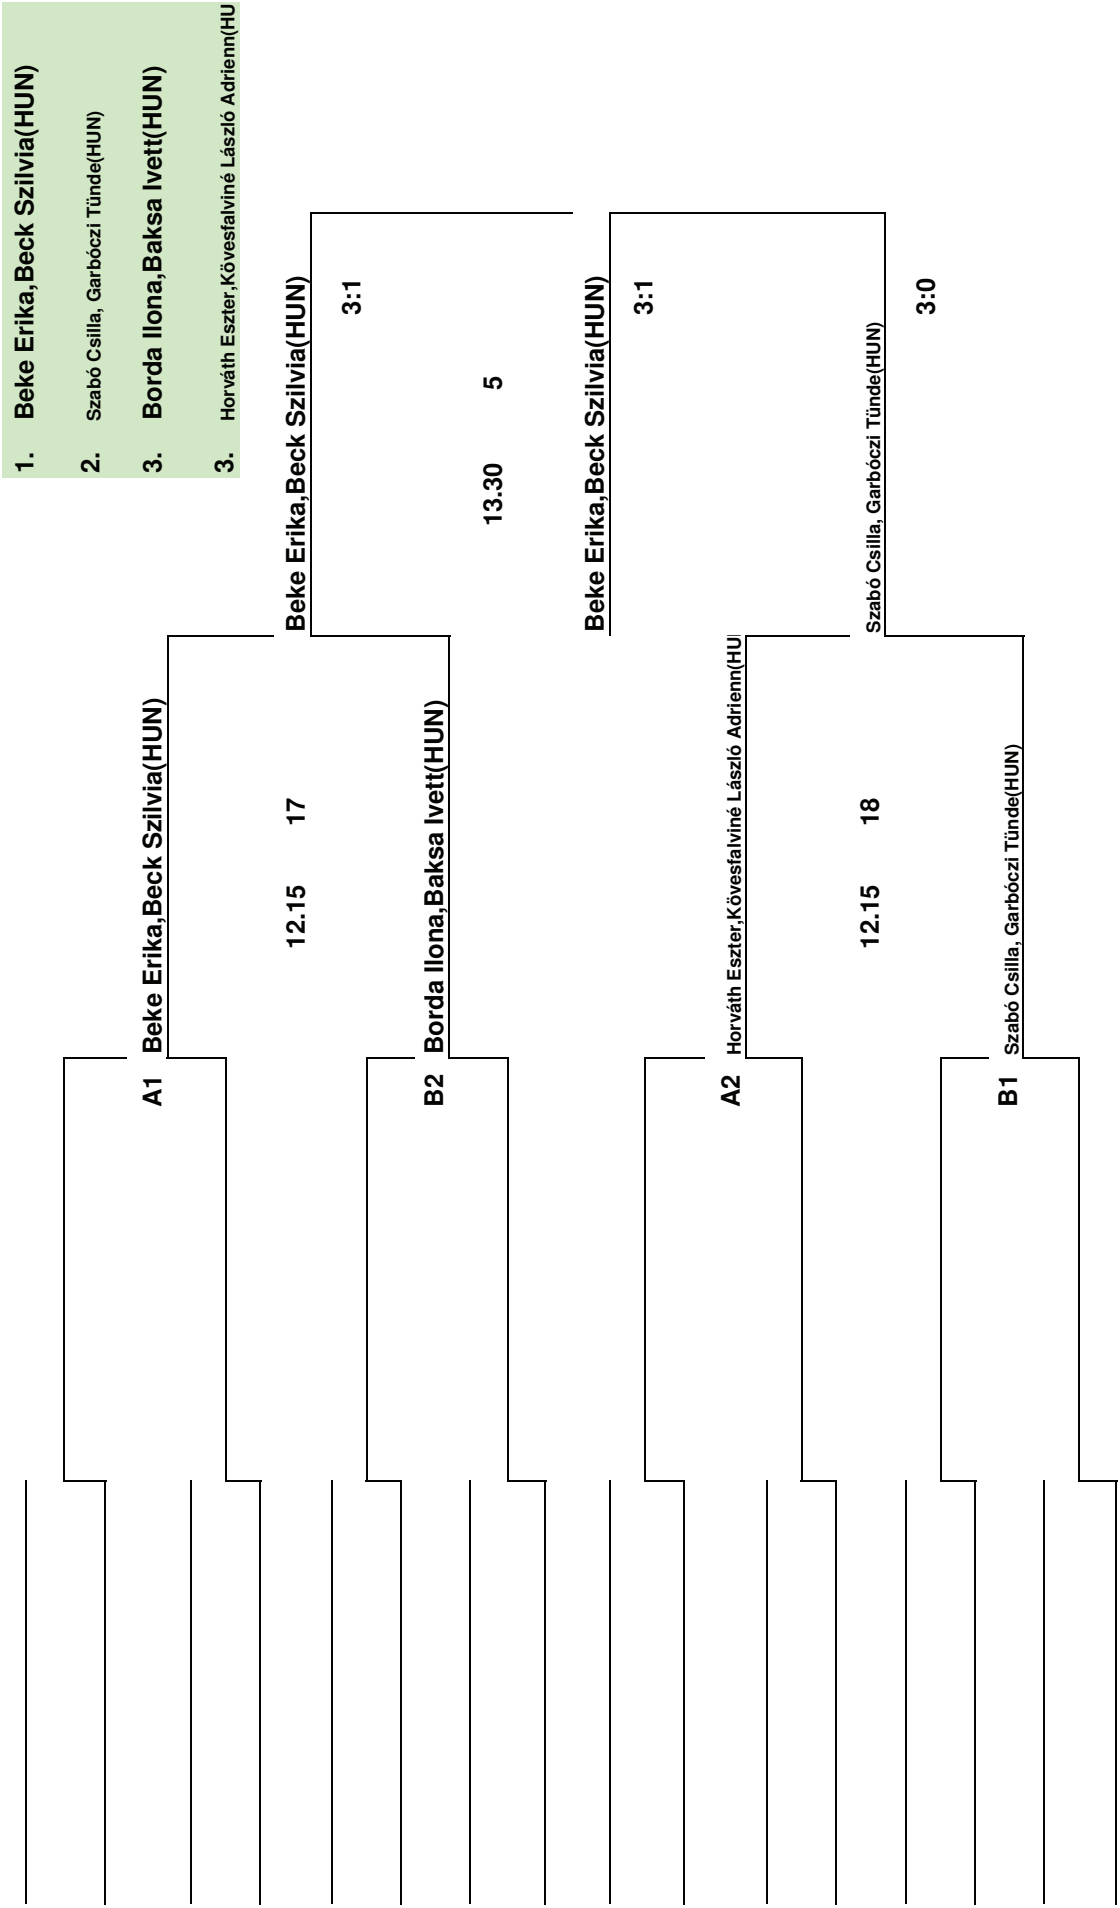 1. Beke Erika,Beck Szilvia(HUN)
2. Szabó Csilla, Garbóczi Tünde(HUN)
3. Borda Ilona,Baksa Ivett(HUN)
3. Horváth Eszter,Kövesfalviné László Adrienn(HU
A1 Beke Erika,Beck Szilvia(HUN)
12.15 17
Beke Erika,Beck Szilvia(HUN)
3:1
B2 Borda Ilona,Baksa Ivett(HUN)
13.30 5
Beke Erika,Beck Szilvia(HUN)
3:1
A2 Horváth Eszter,Kövesfalviné László Adrienn(HU
12.15 18
Szabó Csilla, Garbóczi Tünde(HUN)
3:0
B1 Szabó Csilla, Garbóczi Tünde(HUN)